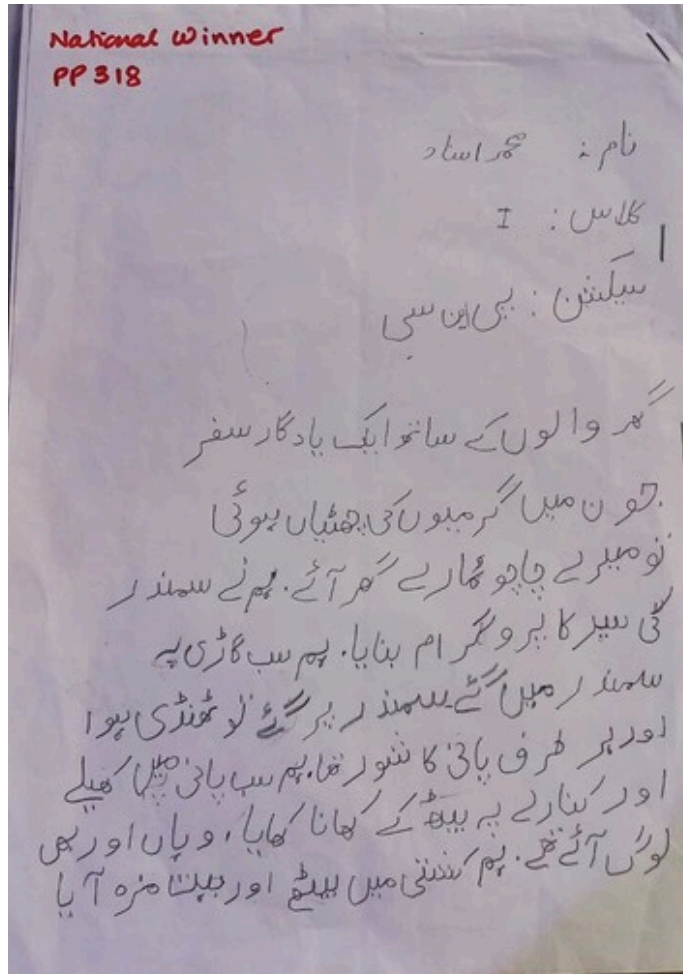 National Winner
PP 318
نام : محمد اسناد
کلاس : I
سیکشن : پی این سی
گھر والوں کے ساتھ ایک یادگار سفر
جون میں گرمیوں کی چھٹیاں ہوئی
تو میرے چاچو ہمارے گھر آئے. ہم نے سمندر
کی سیر کا پروگرام بنایا. ہم سب گاڑی پہ
سمندر میں گئے سمندر پر گئے تو ٹھنڈی ہوا
اور ہر طرف پانی کا شور تھا. ہم سب پانی میں کھیلے
اور کنارے پہ بیٹھ کے کھانا کھایا. وہاں اور بھی
لوگ آئے تھے. ہم کشتی میں بیٹھے اور بہت مزہ آیا